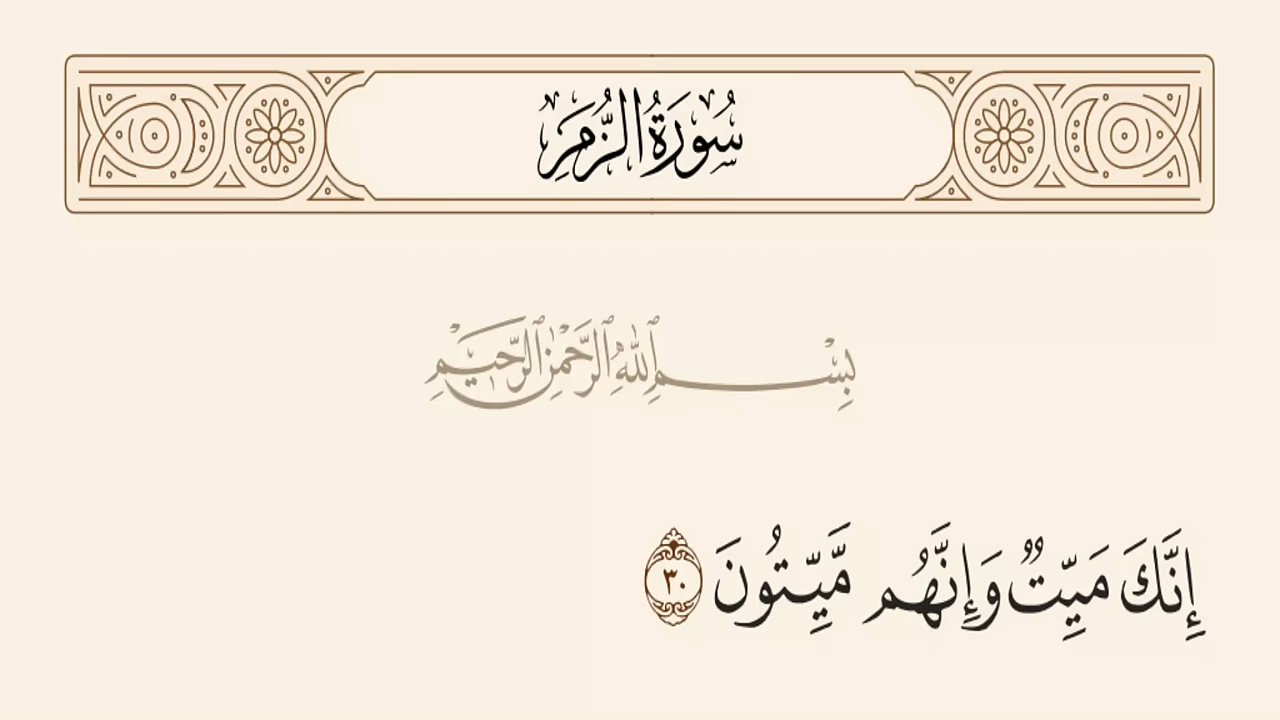 سُورَةُ الزُّمَرِ
بِسْمِ ٱللَّهِ ٱلرَّحْمَٰنِ ٱلرَّحِيمِ
إِنَّكَ مَيِّتٌ وَإِنَّهُم مَّيِّتُونَ ٣٠